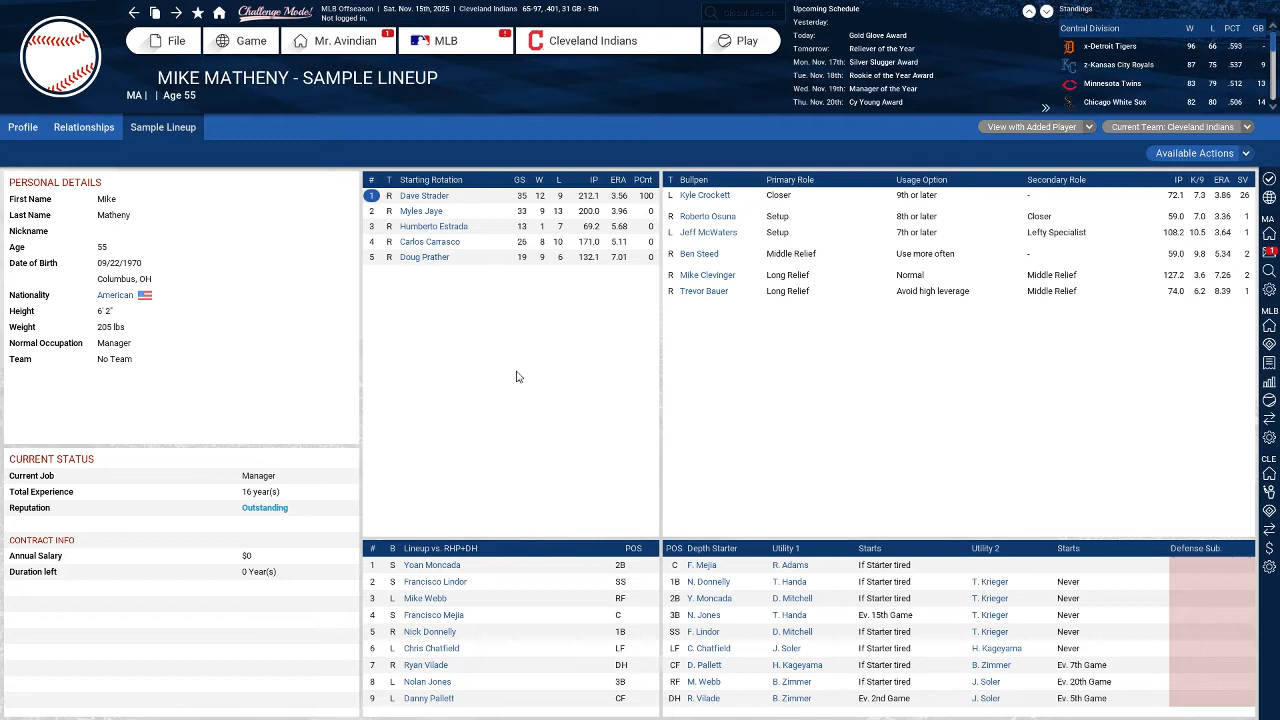 Challenge Mode!
MLB Offseason | Sat. Nov. 15th, 2025 | Cleveland Indians 65-97, .401, 31 GB - 5th
Not logged in.
Global Search...
File
Game
Mr. Avindian
1
MLB
!
Cleveland Indians
Play
MIKE MATHENY - SAMPLE LINEUP
MA | | Age 55
Upcoming Schedule
Yesterday:
Today: Gold Glove Award
Tomorrow: Reliever of the Year
Mon. Nov. 17th: Silver Slugger Award
Tue. Nov. 18th: Rookie of the Year Award
Wed. Nov. 19th: Manager of the Year
Thu. Nov. 20th: Cy Young Award
Standings
Central Division W L PCT GB
x-Detroit Tigers 96 66 .593 -
z-Kansas City Royals 87 75 .537 9
Minnesota Twins 83 79 .512 13
Chicago White Sox 82 80 .506 14
Profile
Relationships
Sample Lineup
View with Added Player
Current Team: Cleveland Indians
Available Actions
PERSONAL DETAILS
First Name Mike
Last Name Matheny
Nickname
Age 55
Date of Birth 09/22/1970
Columbus, OH
Nationality American
Height 6' 2"
Weight 205 lbs
Normal Occupation Manager
Team No Team
CURRENT STATUS
Current Job Manager
Total Experience 16 year(s)
Reputation Outstanding
CONTRACT INFO
Annual Salary $0
Duration left 0 Year(s)
# T Starting Rotation GS W L IP ERA PCnt
1 R Dave Strader 35 12 9 212.1 3.56 100
2 R Myles Jaye 33 9 13 200.0 3.96 0
3 R Humberto Estrada 13 1 7 69.2 5.68 0
4 R Carlos Carrasco 26 8 10 171.0 5.11 0
5 R Doug Prather 19 9 6 132.1 7.01 0
T Bullpen Primary Role Usage Option Secondary Role IP K/9 ERA SV
L Kyle Crockett Closer 9th or later - 72.1 7.3 3.86 26
R Roberto Osuna Setup 8th or later Closer 59.0 7.0 3.36 1
L Jeff McWaters Setup 7th or later Lefty Specialist 108.2 10.5 3.64 1
R Ben Steed Middle Relief Use more often - 59.0 9.8 5.34 2
R Mike Clevinger Long Relief Normal Middle Relief 127.2 3.6 7.26 2
R Trevor Bauer Long Relief Avoid high leverage Middle Relief 74.0 6.2 8.39 1
# B Lineup vs. RHP+DH POS
1 S Yoan Moncada 2B
2 S Francisco Lindor SS
3 L Mike Webb RF
4 S Francisco Mejia C
5 R Nick Donnelly 1B
6 L Chris Chatfield LF
7 R Ryan Vilade DH
8 L Nolan Jones 3B
9 L Danny Pallett CF
POS Depth Starter Utility 1 Starts Utility 2 Starts Defense Sub.
C F. Mejia R. Adams If Starter tired
1B N. Donnelly T. Handa If Starter tired T. Krieger Never
2B Y. Moncada D. Mitchell If Starter tired T. Krieger Never
3B N. Jones T. Handa Ev. 15th Game T. Krieger Never
SS F. Lindor D. Mitchell If Starter tired T. Krieger Never
LF C. Chatfield J. Soler If Starter tired H. Kageyama Never
CF D. Pallett H. Kageyama If Starter tired B. Zimmer Ev. 7th Game
RF M. Webb B. Zimmer If Starter tired J. Soler Ev. 20th Game
DH R. Vilade B. Zimmer Ev. 2nd Game J. Soler Ev. 5th Game
MA
1
MLB
CLE